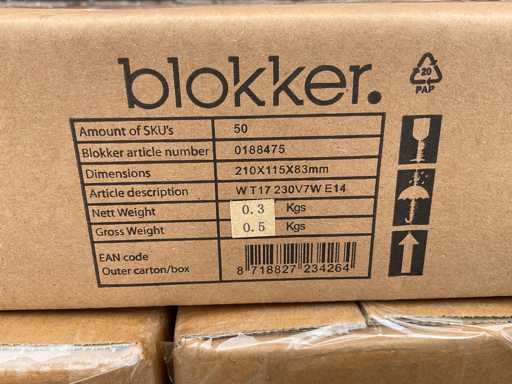 blokker.
20
PAP
Amount of SKU's 50
Blokker article number 0188475
Dimensions 210X115X83mm
Article description W T17 230V7W E14
Nett Weight 0.3 Kgs
Gross Weight 0.5 Kgs
EAN code
Outer carton/box
8 718827 234264